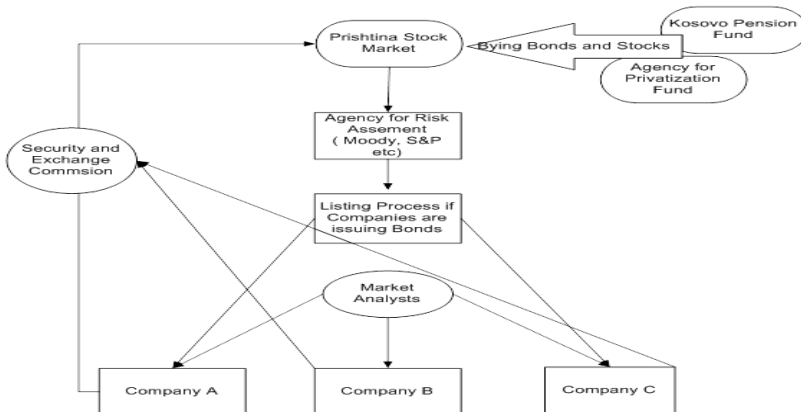 Prishtina Stock
Market
Bying Bonds and Stocks
Kosovo Pension
Fund
Agency for
Privatization
Fund
Agency for Risk
Assement
( Moody, S&P
etc)
Security and
Exchange
Commsion
Listing Process if
Companies are
issuing Bonds
Market
Analysts
Company A
Company B
Company C